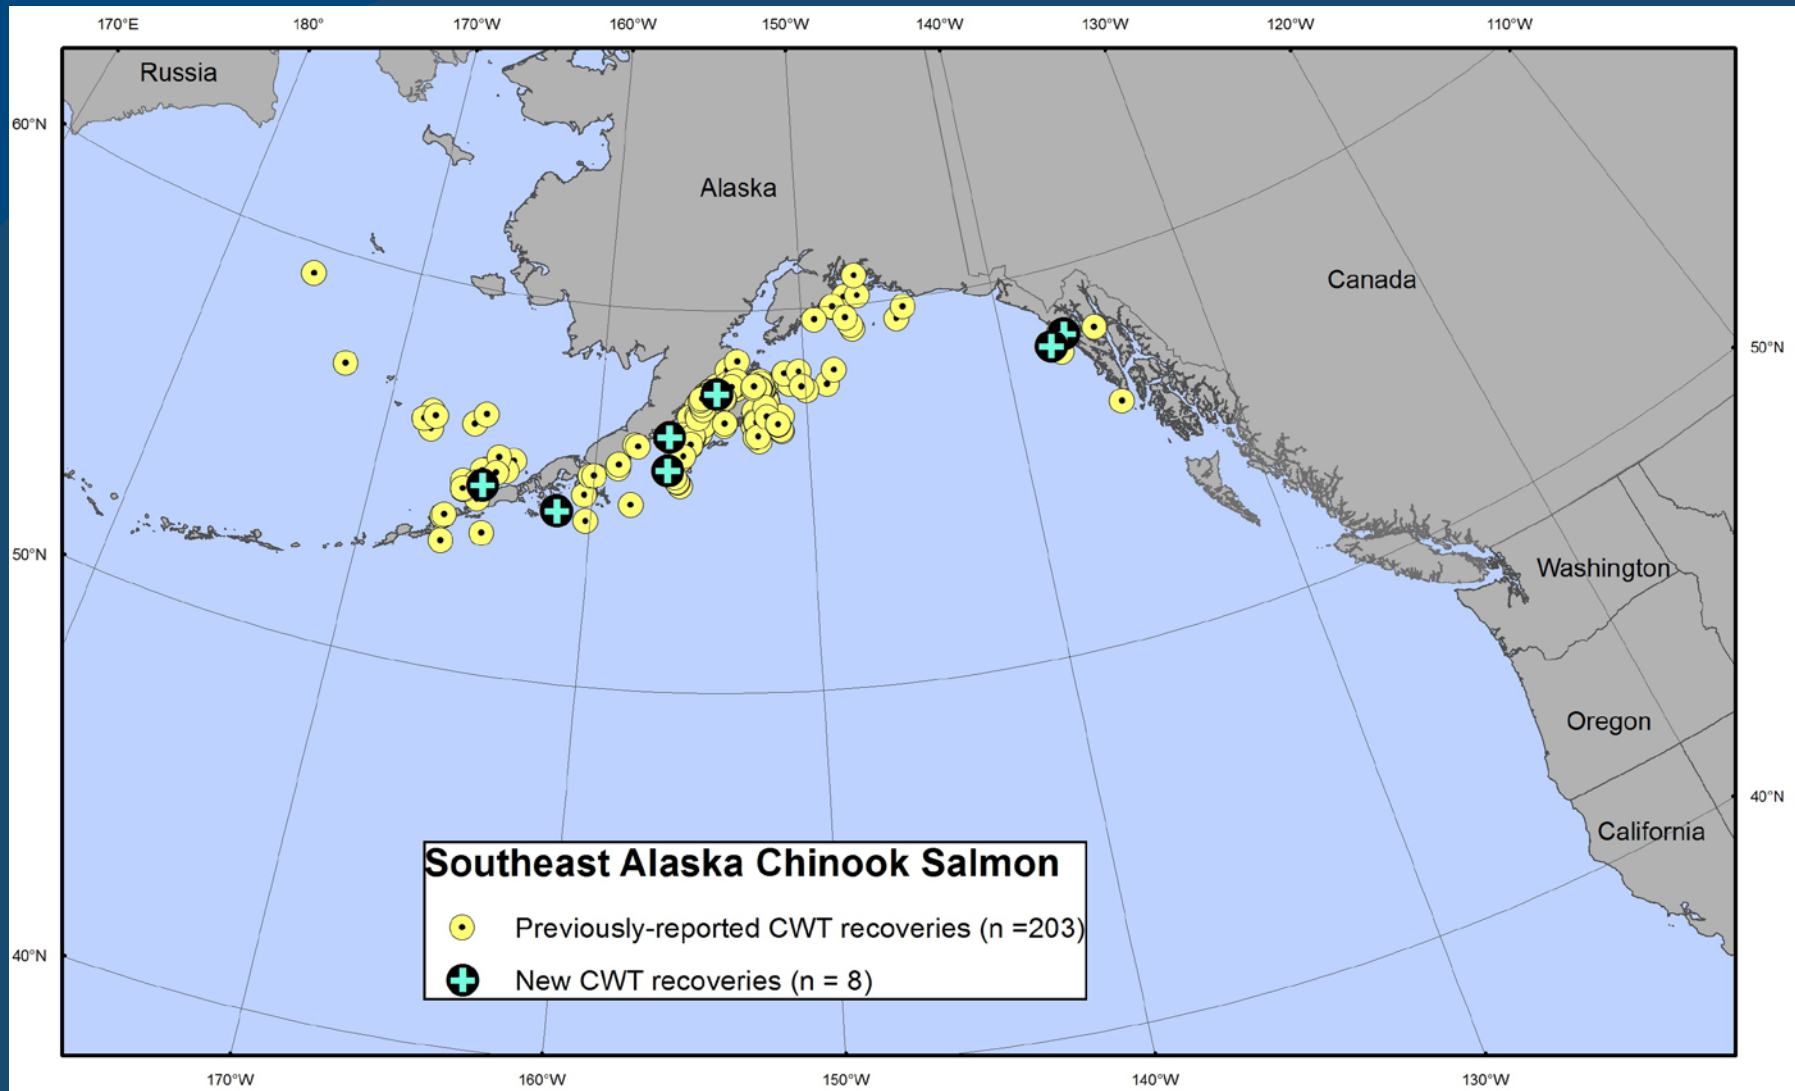 170°E 180° 170°W 160°W 150°W 140°W 130°W 120°W 110°W
Russia
60°N
Alaska
Canada
50°N
50°N
Washington
Oregon
40°N
California
Southeast Alaska Chinook Salmon
Previously-reported CWT recoveries (n =203)
New CWT recoveries (n = 8)
40°N
170°W 160°W 150°W 140°W 130°W